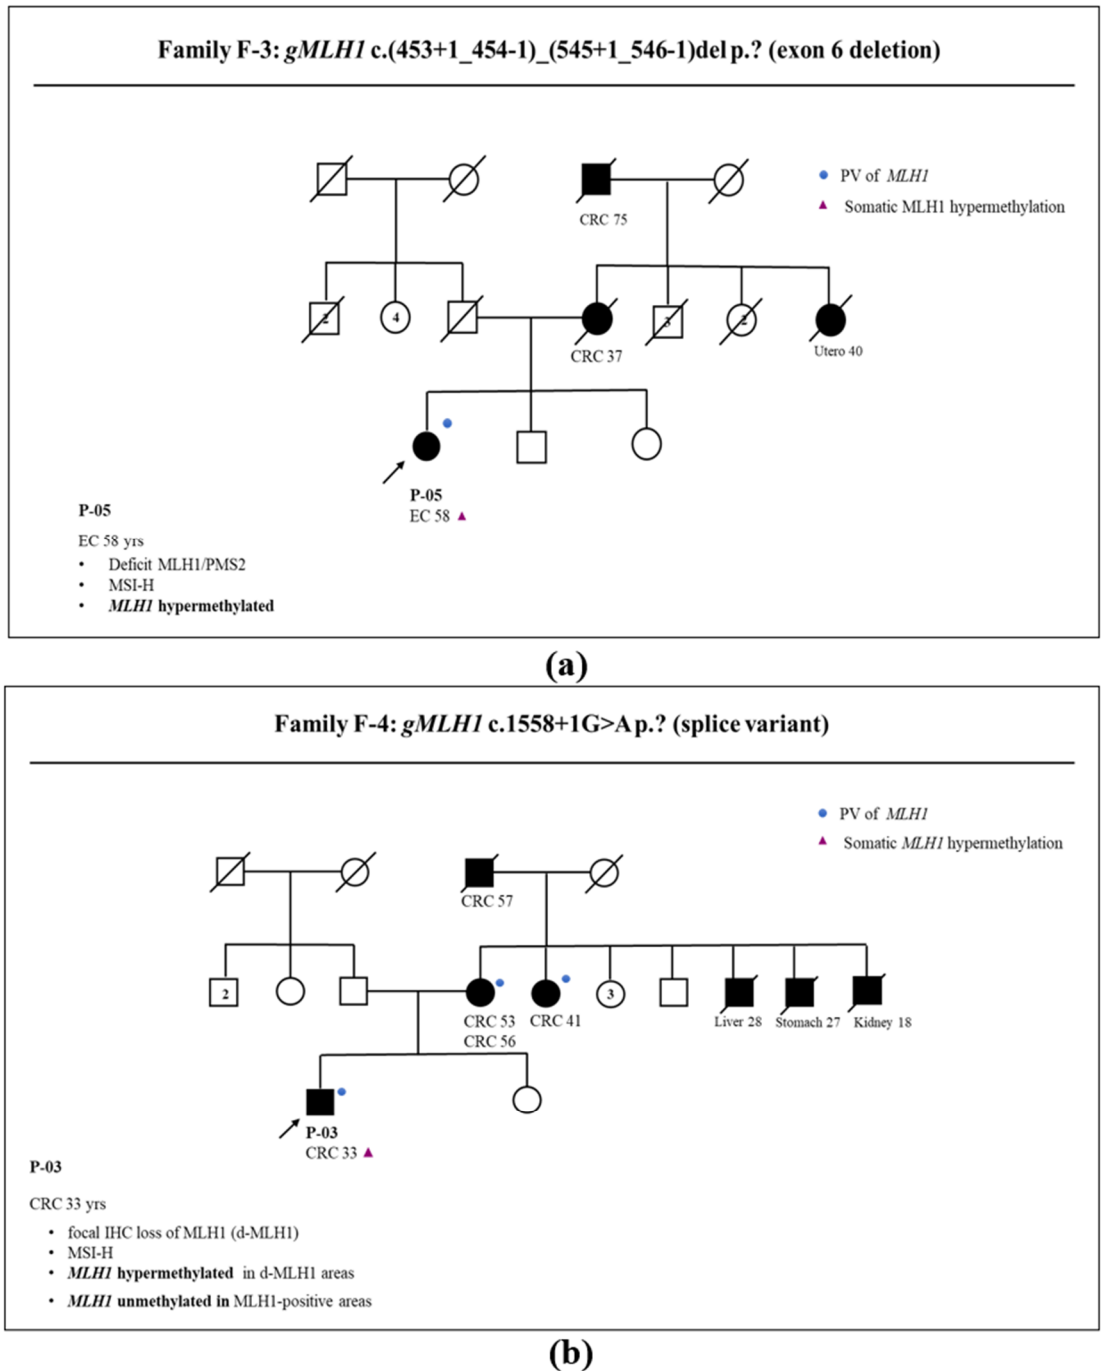 Family F-3: gMLH1 c.(453+1_454-1)_(545+1_546-1)del p.? (exon 6 deletion)
PV of MLH1
CRC 75
Somatic MLH1 hypermethylation
2
4
3
2
CRC 37
Utero 40
P-05
EC 58
P-05
EC 58 yrs
• Deficit MLH1/PMS2
• MSI-H
• MLH1 hypermethylated
(a)
Family F-4: gMLH1 c.1558+1G>A p.? (splice variant)
PV of MLH1
Somatic MLH1 hypermethylation
CRC 57
2
3
CRC 53
CRC 56
CRC 41
Liver 28
Stomach 27
Kidney 18
P-03
CRC 33
P-03
CRC 33 yrs
• focal IHC loss of MLH1 (d-MLH1)
• MSI-H
• MLH1 hypermethylated in d-MLH1 areas
• MLH1 unmethylated in MLH1-positive areas
(b)